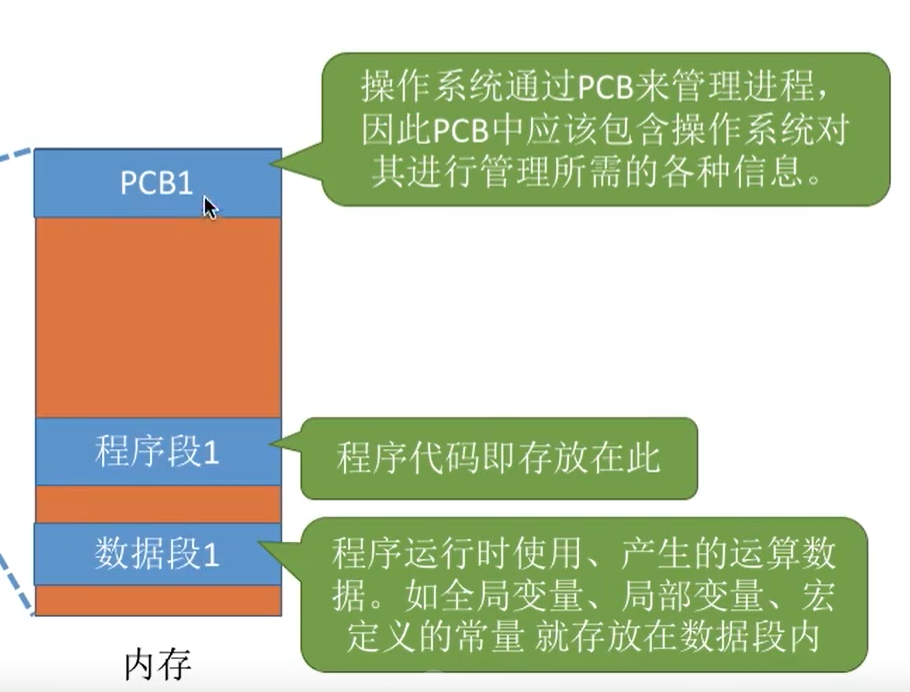 操作系统通过PCB来管理进程，
因此PCB中应该包含操作系统对
其进行管理所需的各种信息。
PCB1
程序段1
程序代码即存放在此
数据段1
程序运行时使用、产生的运算数
据。如全局变量、局部变量、宏
定义的常量 就存放在数据段内
内存